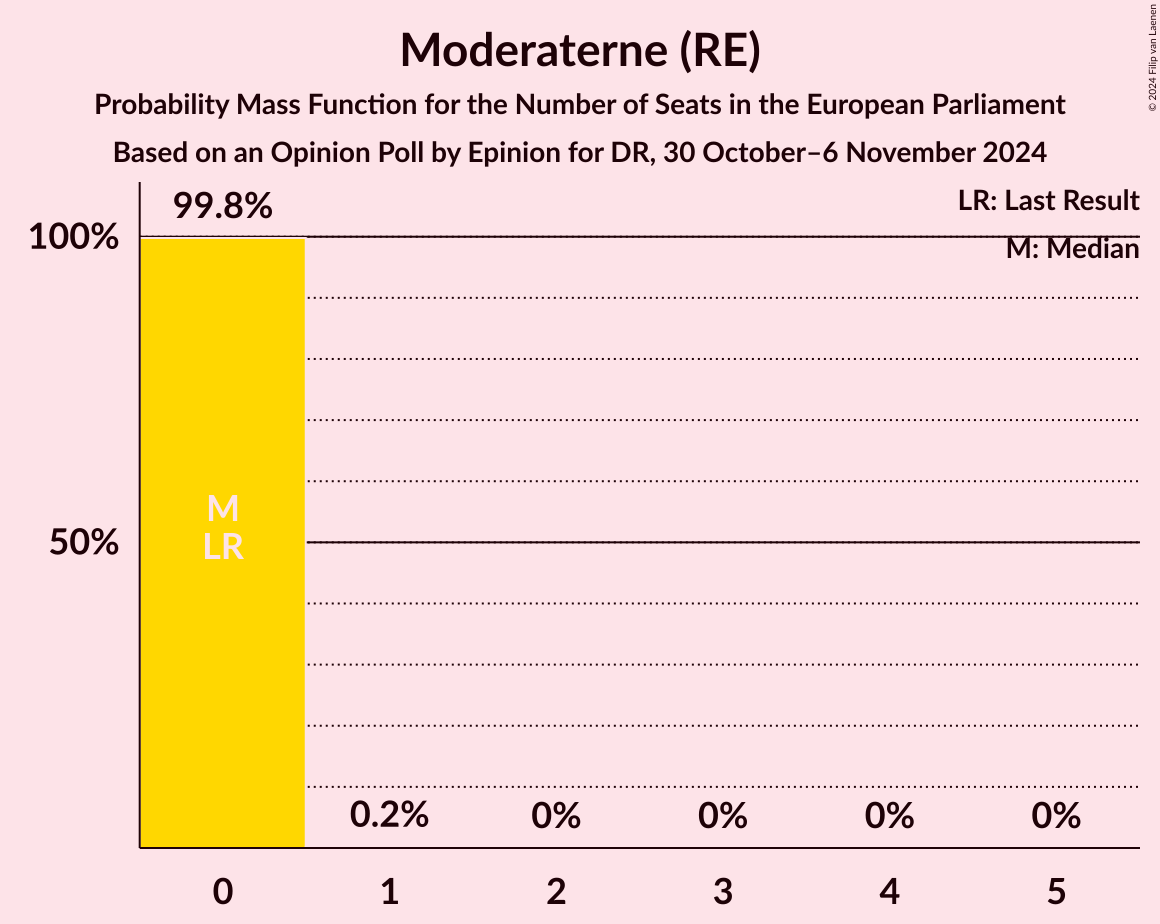 Moderaterne (RE)
Probability Mass Function for the Number of Seats in the European Parliament
Based on an Opinion Poll by Epinion for DR, 30 October–6 November 2024
© 2024 Filip van Laenen
LR: Last Result
M: Median
99.8%
100%
50%
M
LR
0.2%
0%
0%
0%
0%
0
1
2
3
4
5